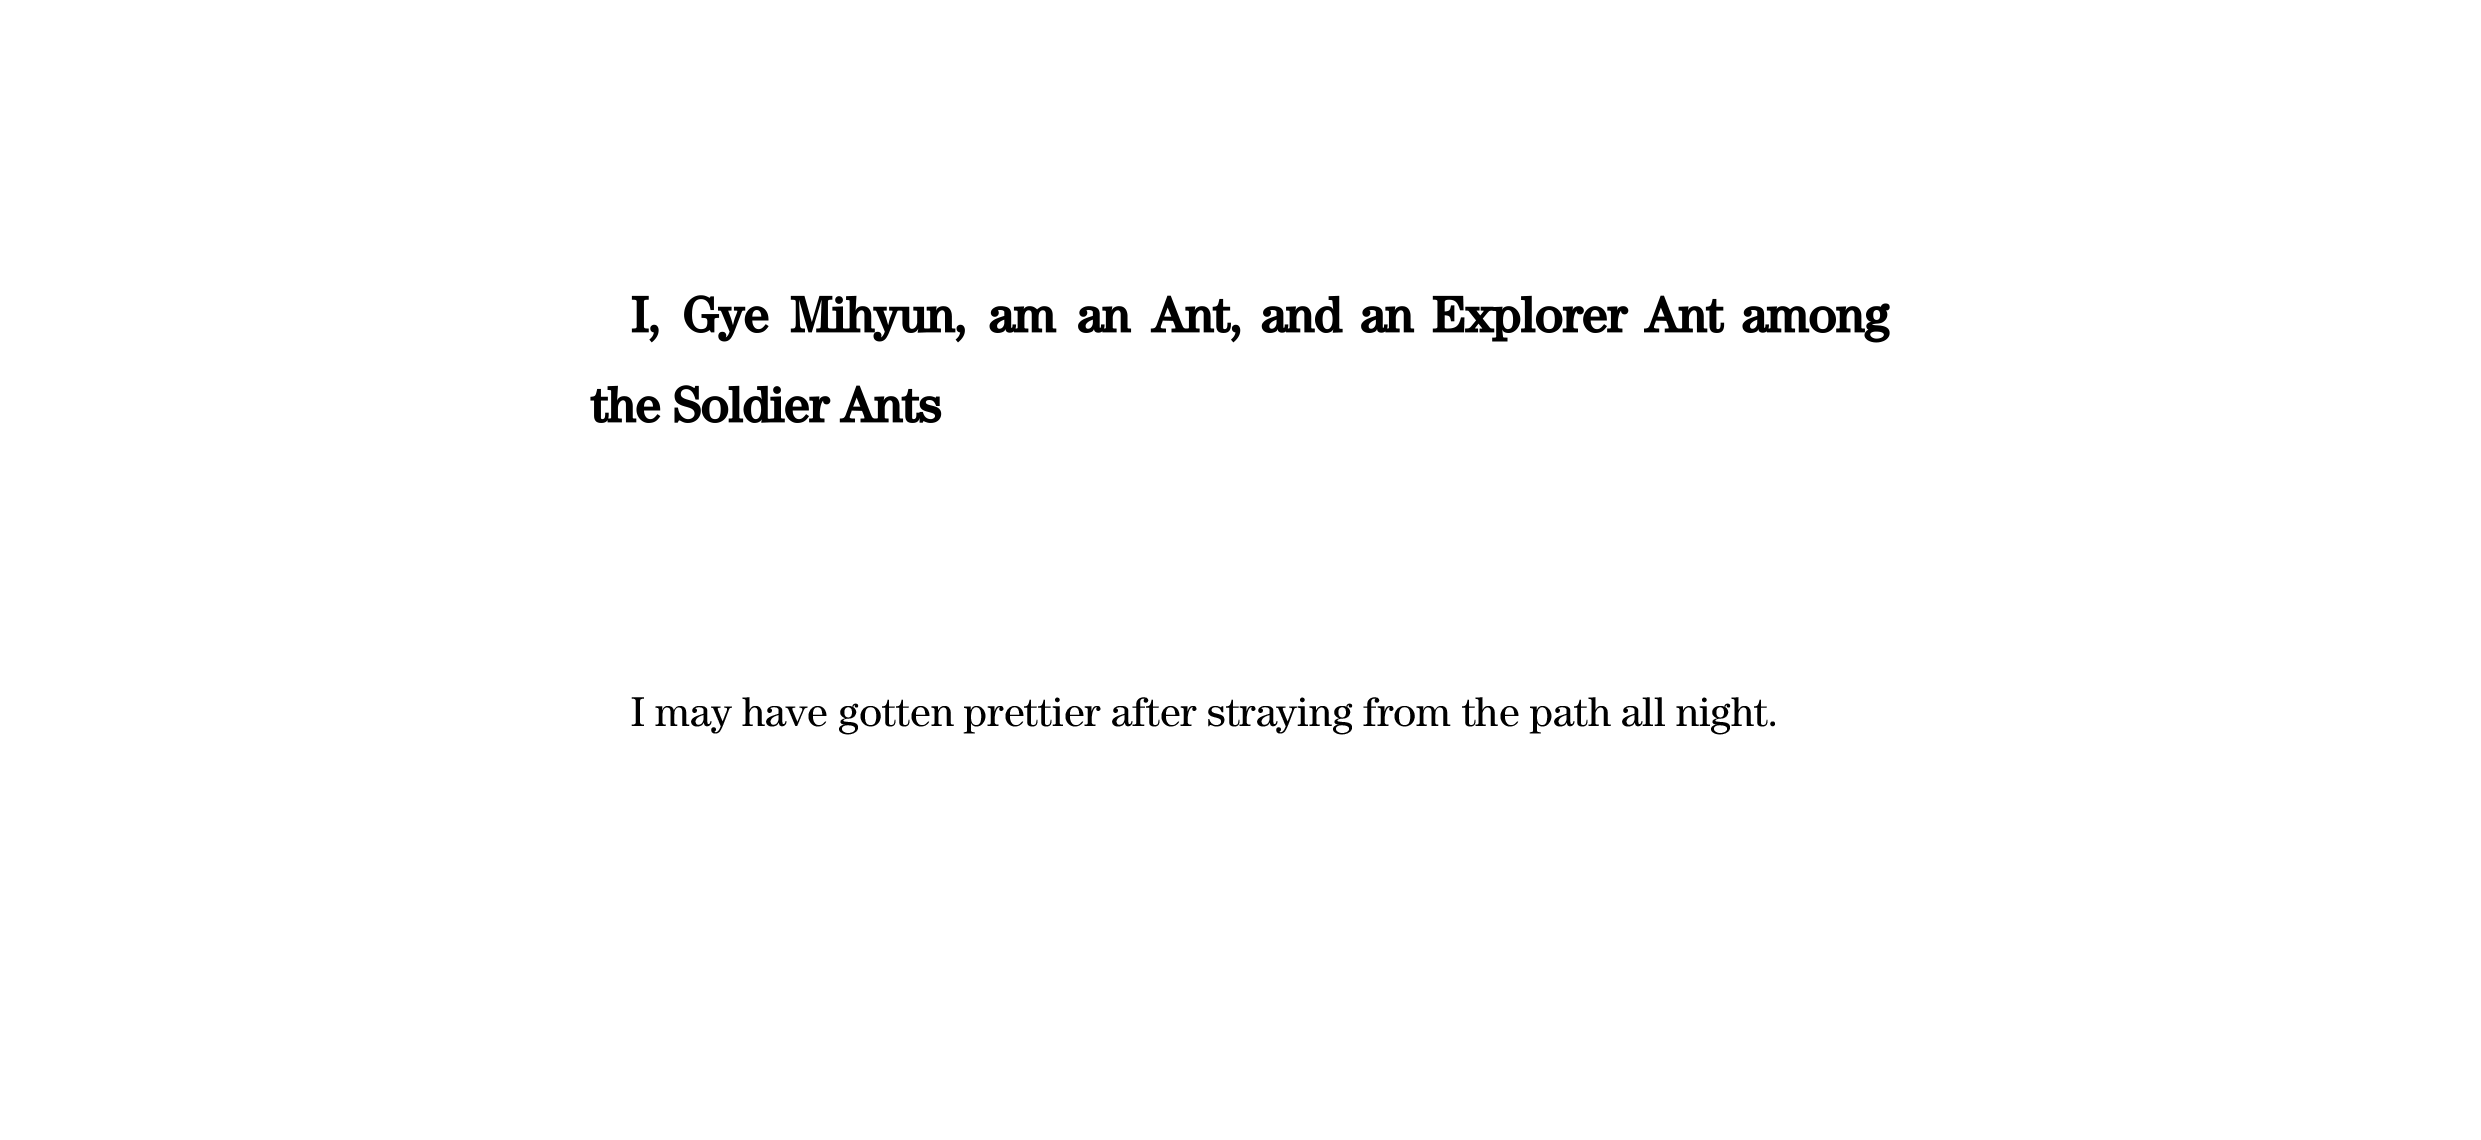 I, Gye Mihyun, am an Ant, and an Explorer Ant among
the Soldier Ants
I may have gotten prettier after straying from the path all night.